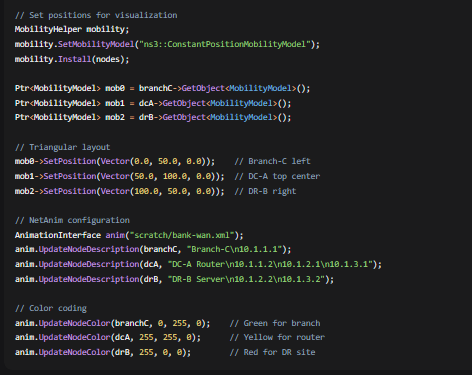 // Set positions for visualization
MobilityHelper mobility;
mobility.SetMobilityModel("ns3::ConstantPositionMobilityModel");
mobility.Install(nodes);
Ptr<MobilityModel> mob0 = branchC->GetObject<MobilityModel>();
Ptr<MobilityModel> mob1 = dcA->GetObject<MobilityModel>();
Ptr<MobilityModel> mob2 = drB->GetObject<MobilityModel>();
// Triangular layout
mob0->SetPosition(Vector(0.0, 50.0, 0.0)); // Branch-C left
mob1->SetPosition(Vector(50.0, 100.0, 0.0)); // DC-A top center
mob2->SetPosition(Vector(100.0, 50.0, 0.0)); // DR-B right
// NetAnim configuration
AnimationInterface anim("scratch/bank-wan.xml");
anim.UpdateNodeDescription(branchC, "Branch-C\n10.1.1.1");
anim.UpdateNodeDescription(dcA, "DC-A Router\n10.1.1.2\n10.1.2.1\n10.1.3.1");
anim.UpdateNodeDescription(drB, "DR-B Server\n10.1.2.2\n10.1.3.2");
// Color coding
anim.UpdateNodeColor(branchC, 0, 255, 0); // Green for branch
anim.UpdateNodeColor(dcA, 255, 255, 0); // Yellow for router
anim.UpdateNodeColor(drB, 255, 0, 0); // Red for DR site